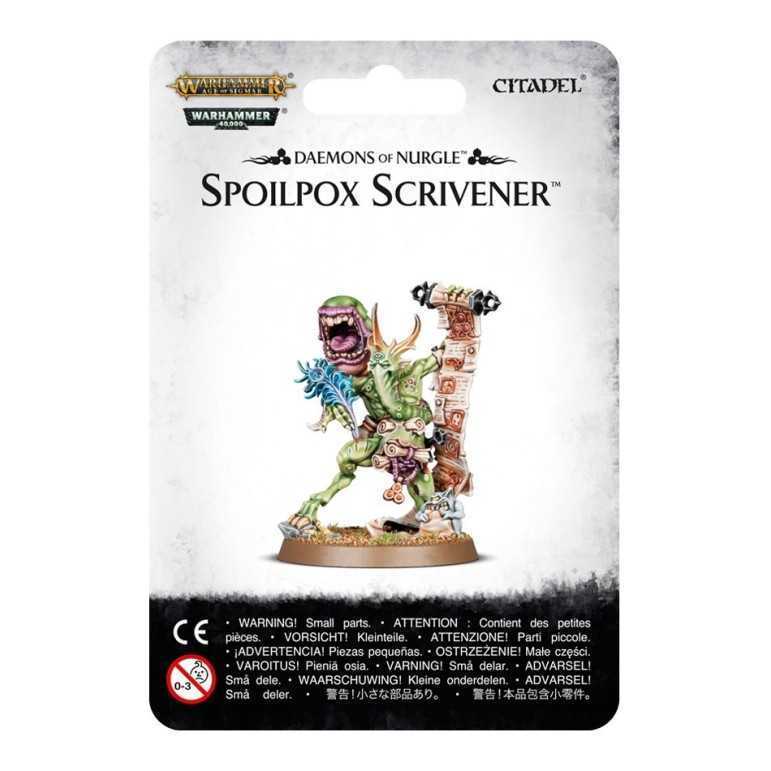 WARHAMMER®
AGE OF SIGMAR
WARHAMMER
40,000
CITADEL®
DAEMONS OF NURGLE™
SPOILPOX SCRIVENER™
CE
0-3
• WARNING! Small parts. • ATTENTION : Contient des petites
pièces. • VORSICHT! Kleinteile. • ATTENZIONE! Parti piccole.
• ¡ADVERTENCIA! Piezas pequeñas. • OSTRZEŻENIE! Małe części.
• VAROITUS! Pieniä osia. • VARNING! Små delar. • ADVARSEL!
Små dele. • WAARSCHUWING! Kleine onderdelen. • ADVARSEL!
Små deler. • 警告!小さな部品あり。 • 警告!本品包含小零件。